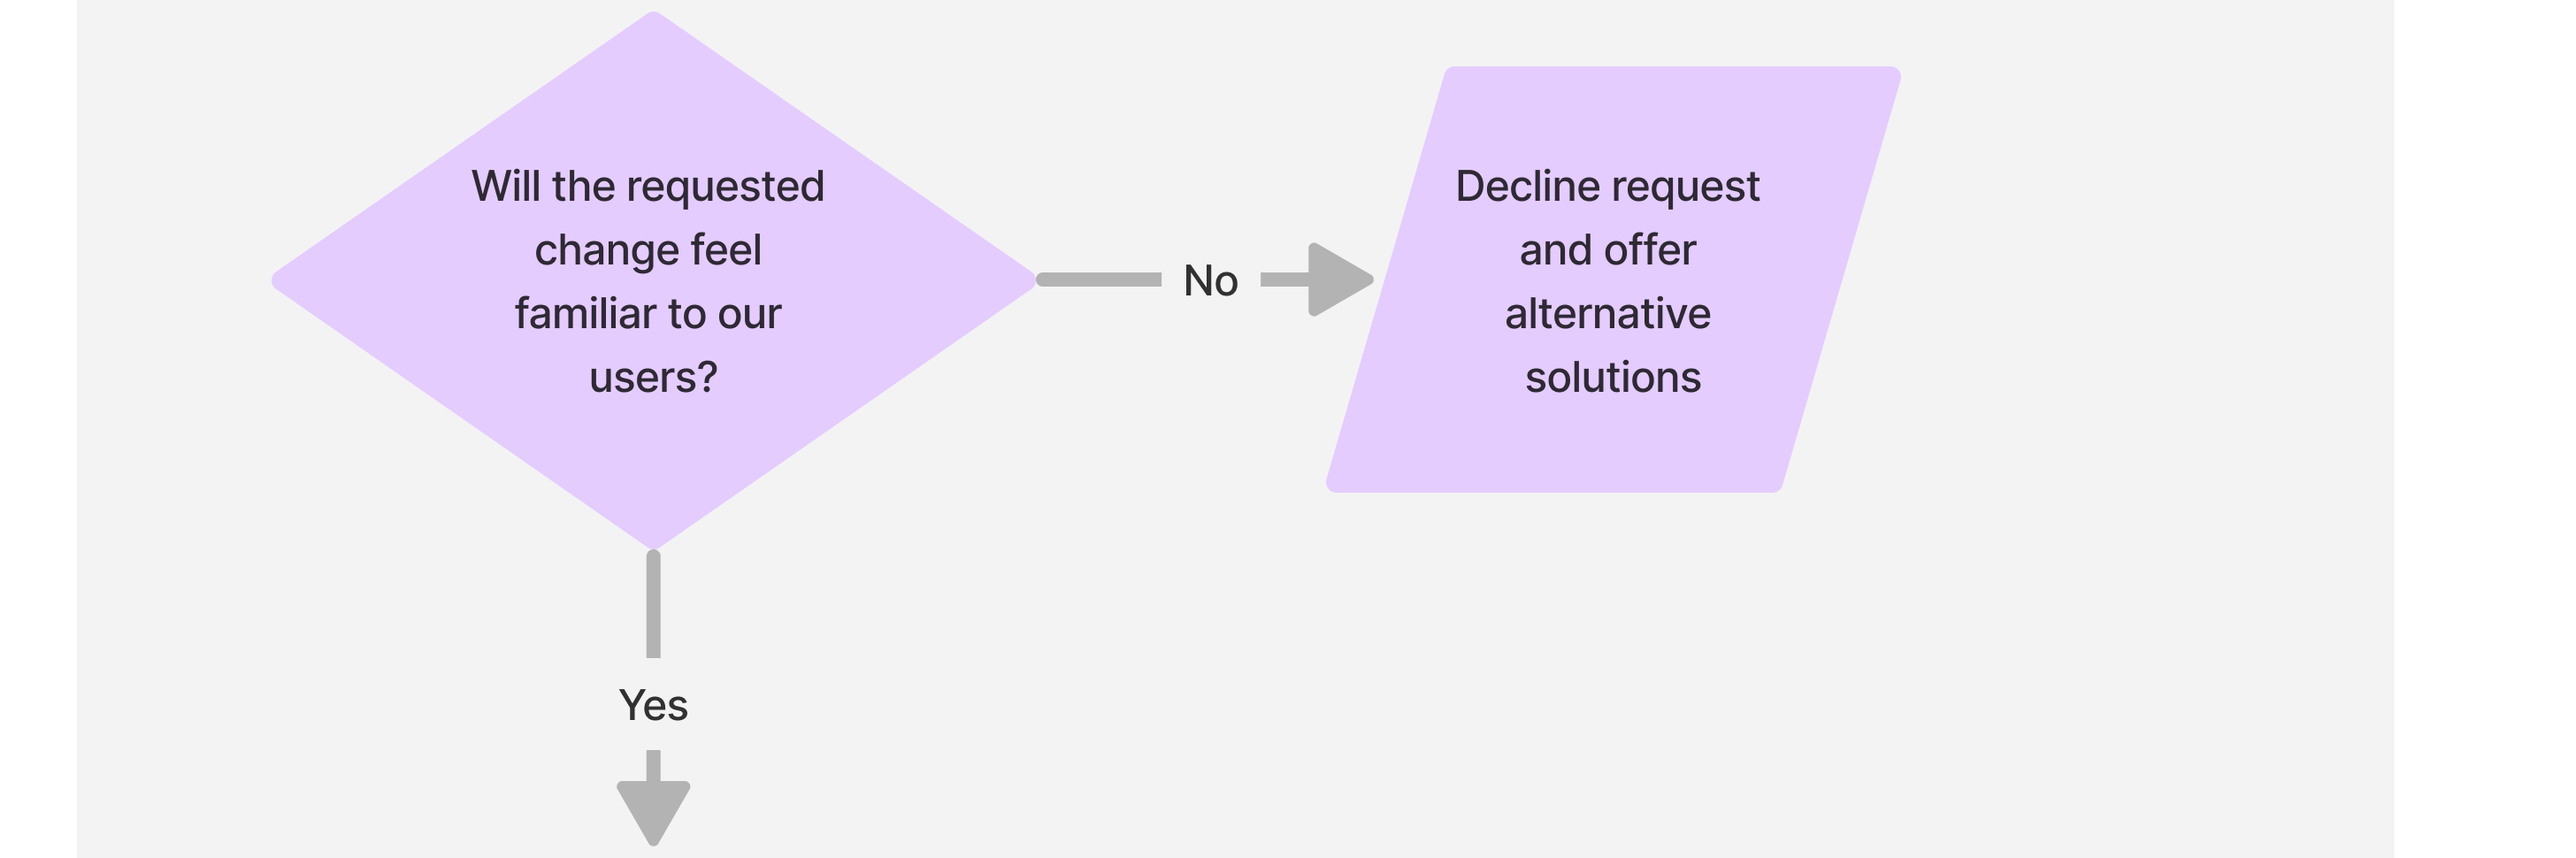 Will the requested
change feel
familiar to our
users?
No
Decline request
and offer
alternative
solutions
Yes